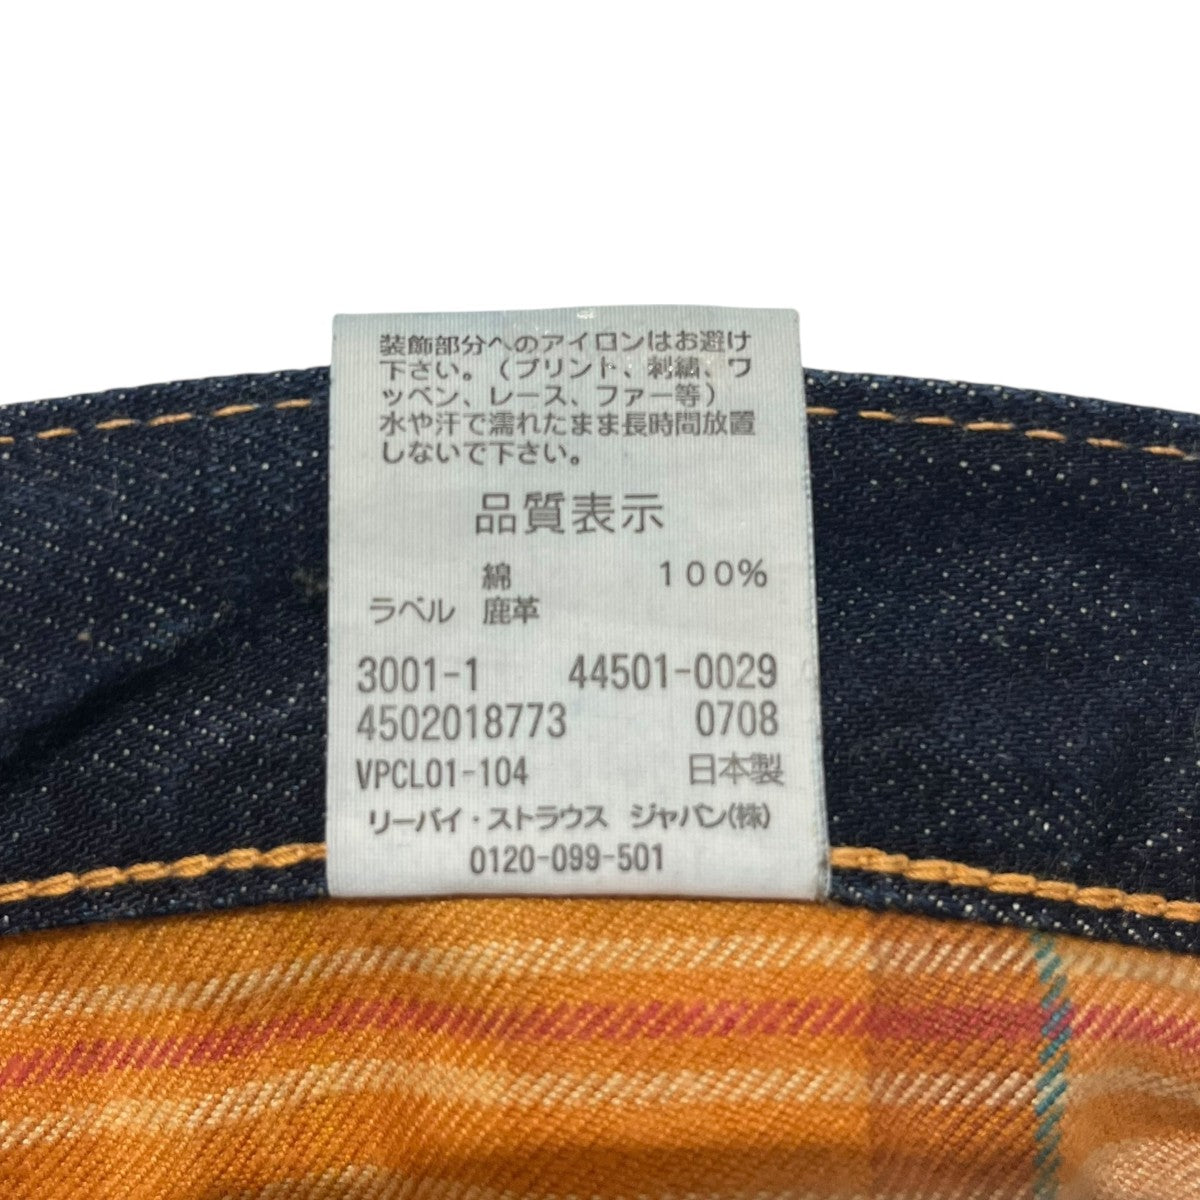 装飾部分へのアイロンはお避け
下さい。（プリント、刺繍、ワ
ッペン、レース、ファー等）
水や汗で濡れたまま長時間放置
しないで下さい。
品質表示
綿 100%
ラベル 鹿革
3001-1 44501-0029
4502018773 0708
VPCL01-104 日本製
リーバイ・ストラウス ジャパン(株)
0120-099-501